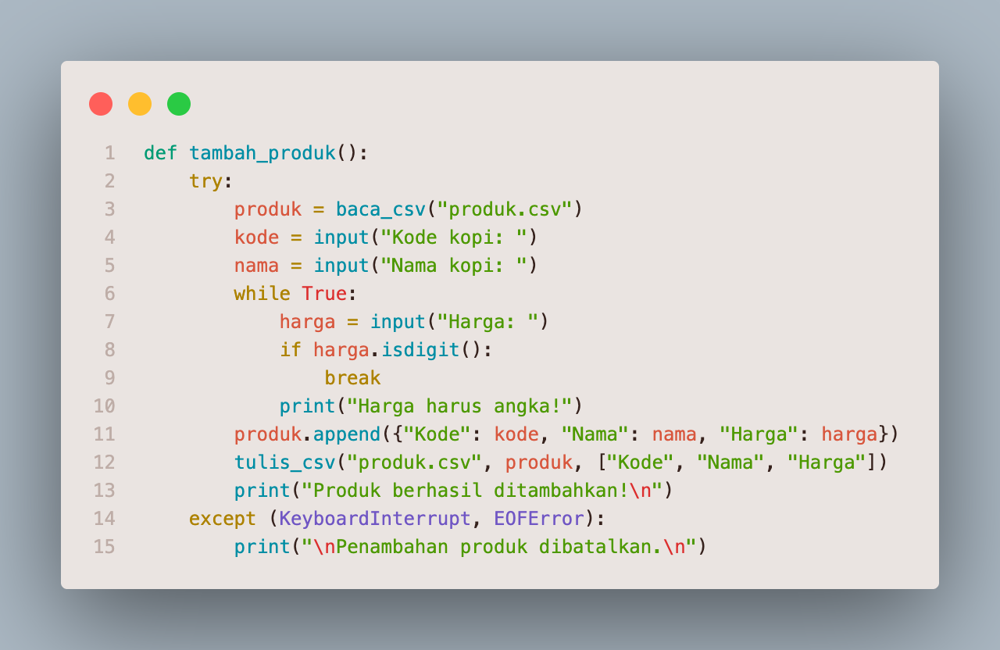 1 def tambah_produk():
2     try:
3         produk = baca_csv("produk.csv")
4         kode = input("Kode kopi: ")
5         nama = input("Nama kopi: ")
6         while True:
7             harga = input("Harga: ")
8             if harga.isdigit():
9                 break
10             print("Harga harus angka!")
11         produk.append({"Kode": kode, "Nama": nama, "Harga": harga})
12         tulis_csv("produk.csv", produk, ["Kode", "Nama", "Harga"])
13         print("Produk berhasil ditambahkan!\n")
14     except (KeyboardInterrupt, EOFError):
15         print("\nPenambahan produk dibatalkan.\n")